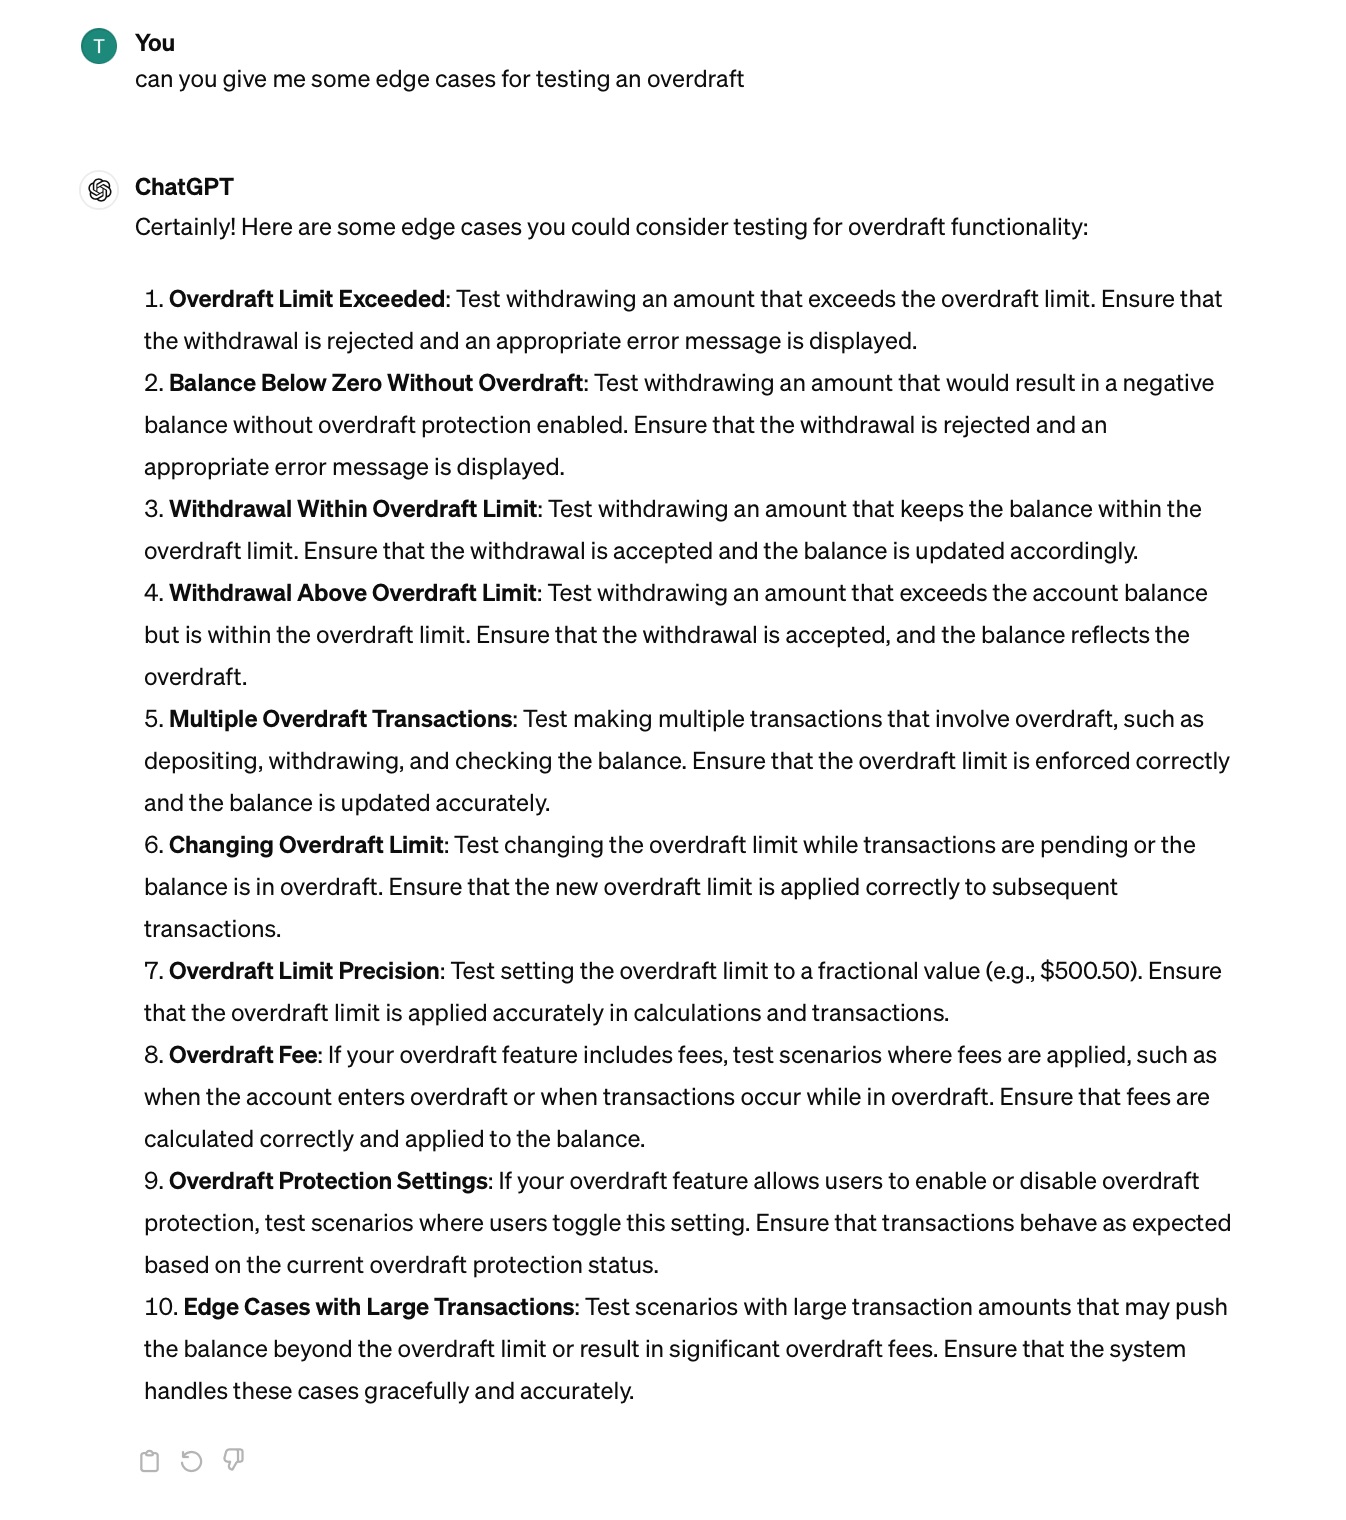 T
You
can you give me some edge cases for testing an overdraft
ChatGPT
Certainly! Here are some edge cases you could consider testing for overdraft functionality:
1. Overdraft Limit Exceeded: Test withdrawing an amount that exceeds the overdraft limit. Ensure that
the withdrawal is rejected and an appropriate error message is displayed.
2. Balance Below Zero Without Overdraft: Test withdrawing an amount that would result in a negative
balance without overdraft protection enabled. Ensure that the withdrawal is rejected and an
appropriate error message is displayed.
3. Withdrawal Within Overdraft Limit: Test withdrawing an amount that keeps the balance within the
overdraft limit. Ensure that the withdrawal is accepted and the balance is updated accordingly.
4. Withdrawal Above Overdraft Limit: Test withdrawing an amount that exceeds the account balance
but is within the overdraft limit. Ensure that the withdrawal is accepted, and the balance reflects the
overdraft.
5. Multiple Overdraft Transactions: Test making multiple transactions that involve overdraft, such as
depositing, withdrawing, and checking the balance. Ensure that the overdraft limit is enforced correctly
and the balance is updated accurately.
6. Changing Overdraft Limit: Test changing the overdraft limit while transactions are pending or the
balance is in overdraft. Ensure that the new overdraft limit is applied correctly to subsequent
transactions.
7. Overdraft Limit Precision: Test setting the overdraft limit to a fractional value (e.g., $500.50). Ensure
that the overdraft limit is applied accurately in calculations and transactions.
8. Overdraft Fee: If your overdraft feature includes fees, test scenarios where fees are applied, such as
when the account enters overdraft or when transactions occur while in overdraft. Ensure that fees are
calculated correctly and applied to the balance.
9. Overdraft Protection Settings: If your overdraft feature allows users to enable or disable overdraft
protection, test scenarios where users toggle this setting. Ensure that transactions behave as expected
based on the current overdraft protection status.
10. Edge Cases with Large Transactions: Test scenarios with large transaction amounts that may push
the balance beyond the overdraft limit or result in significant overdraft fees. Ensure that the system
handles these cases gracefully and accurately.